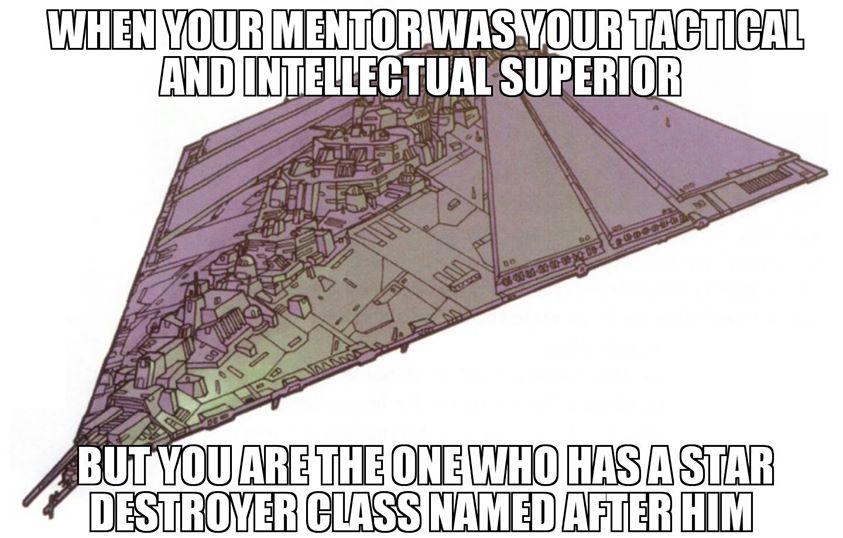 WHEN YOUR MENTOR WAS YOUR TACTICAL
AND INTELLECTUAL SUPERIOR
BUT YOU ARE THE ONE WHO HAS A STAR
DESTROYER CLASS NAMED AFTER HIM